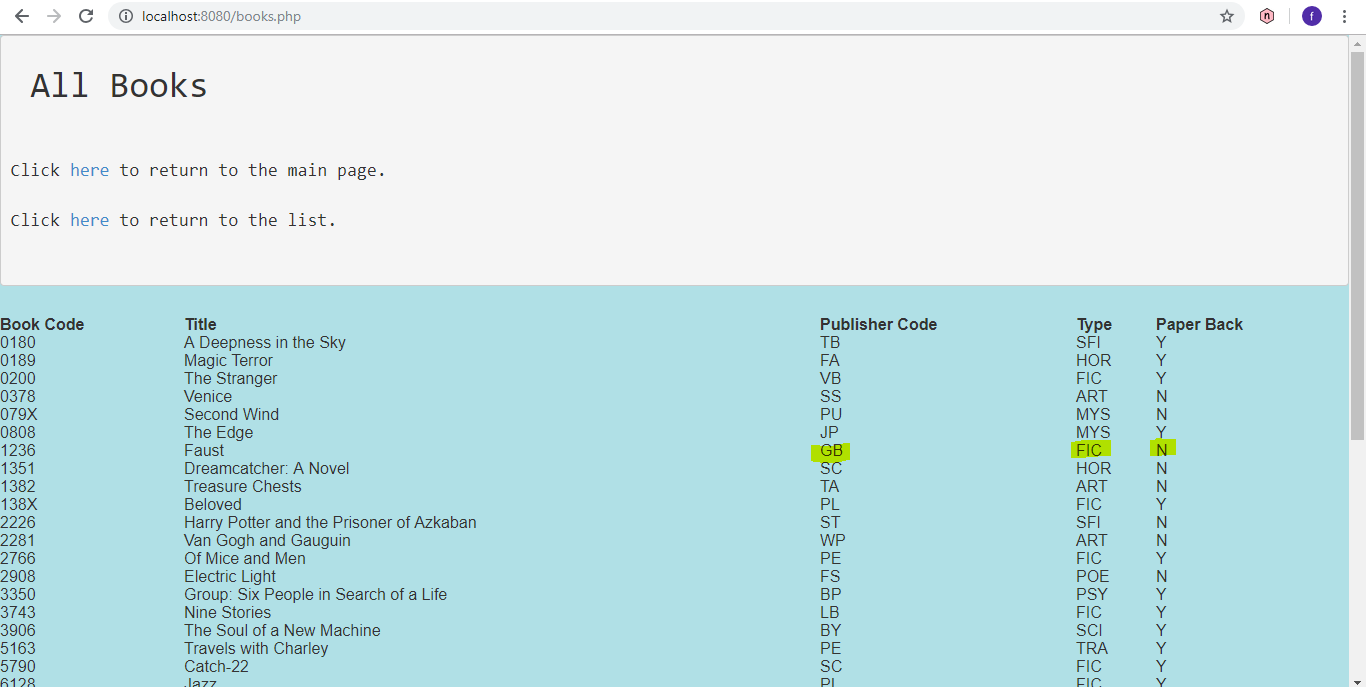 localhost:8080/books.php
f
All Books
Click here to return to the main page.
Click here to return to the list.
Book Code Title Publisher Code Type Paper Back
0180 A Deepness in the Sky TB SFI Y
0189 Magic Terror FA HOR Y
0200 The Stranger VB FIC Y
0378 Venice SS ART N
079X Second Wind PU MYS N
0808 The Edge JP MYS Y
1236 Faust GB FIC N
1351 Dreamcatcher: A Novel SC HOR N
1382 Treasure Chests TA ART N
138X Beloved PL FIC Y
2226 Harry Potter and the Prisoner of Azkaban ST SFI N
2281 Van Gogh and Gauguin WP ART N
2766 Of Mice and Men PE FIC Y
2908 Electric Light FS POE N
3350 Group: Six People in Search of a Life BP PSY Y
3743 Nine Stories LB FIC Y
3906 The Soul of a New Machine BY SCI Y
5163 Travels with Charley PE TRA Y
5790 Catch-22 SC FIC Y
6128 Jazz PL FIC Y